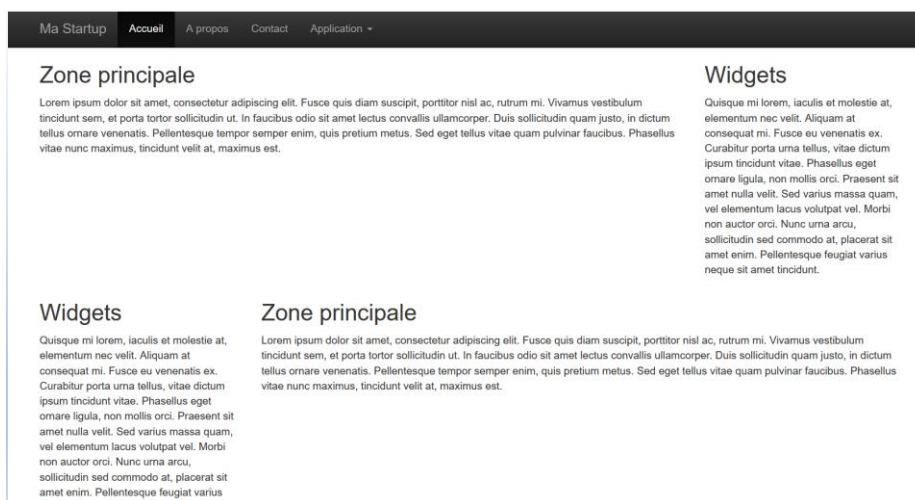 Ma Startup Accueil A propos Contact Application
Zone principale
Lorem ipsum dolor sit amet, consectetur adipiscing elit. Fusce quis diam suscipit, porttitor nisl ac, rutrum mi. Vivamus vestibulum
tincidunt sem, et porta tortor sollicitudin ut. In faucibus odio sit amet lectus convallis ullamcorper. Duis sollicitudin quam justo, in dictum
tellus ornare venenatis. Pellentesque tempor semper enim, quis pretium metus. Sed eget tellus vitae quam pulvinar faucibus. Phasellus
vitae nunc maximus, tincidunt velit at, maximus est.
Widgets
Quisque mi lorem, iaculis et molestie at,
elementum nec velit. Aliquam at
consequat mi. Fusce eu venenatis ex.
Curabitur porta urna tellus, vitae dictum
ipsum tincidunt vitae. Phasellus eget
ornare ligula, non mollis orci. Praesent sit
amet nulla velit. Sed varius massa quam,
vel elementum lacus volutpat vel. Morbi
non auctor orci. Nunc urna arcu,
sollicitudin sed commodo at, placerat sit
amet enim. Pellentesque feugiat varius
neque sit amet tincidunt.
Widgets
Quisque mi lorem, iaculis et molestie at,
elementum nec velit. Aliquam at
consequat mi. Fusce eu venenatis ex.
Curabitur porta urna tellus, vitae dictum
ipsum tincidunt vitae. Phasellus eget
ornare ligula, non mollis orci. Praesent sit
amet nulla velit. Sed varius massa quam,
vel elementum lacus volutpat vel. Morbi
non auctor orci. Nunc urna arcu,
sollicitudin sed commodo at, placerat sit
amet enim. Pellentesque feugiat varius
Zone principale
Lorem ipsum dolor sit amet, consectetur adipiscing elit. Fusce quis diam suscipit, porttitor nisl ac, rutrum mi. Vivamus vestibulum
tincidunt sem, et porta tortor sollicitudin ut. In faucibus odio sit amet lectus convallis ullamcorper. Duis sollicitudin quam justo, in dictum
tellus ornare venenatis. Pellentesque tempor semper enim, quis pretium metus. Sed eget tellus vitae quam pulvinar faucibus. Phasellus
vitae nunc maximus, tincidunt velit at, maximus est.